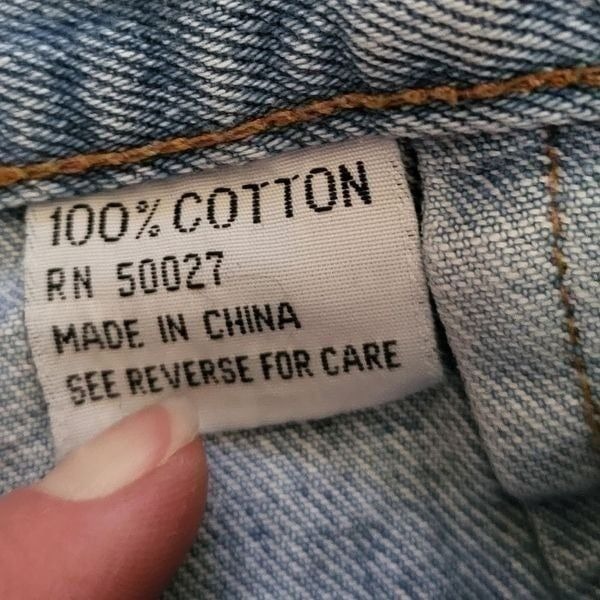 100% COTTON
RN 50027
MADE IN CHINA
SEE REVERSE FOR CARE